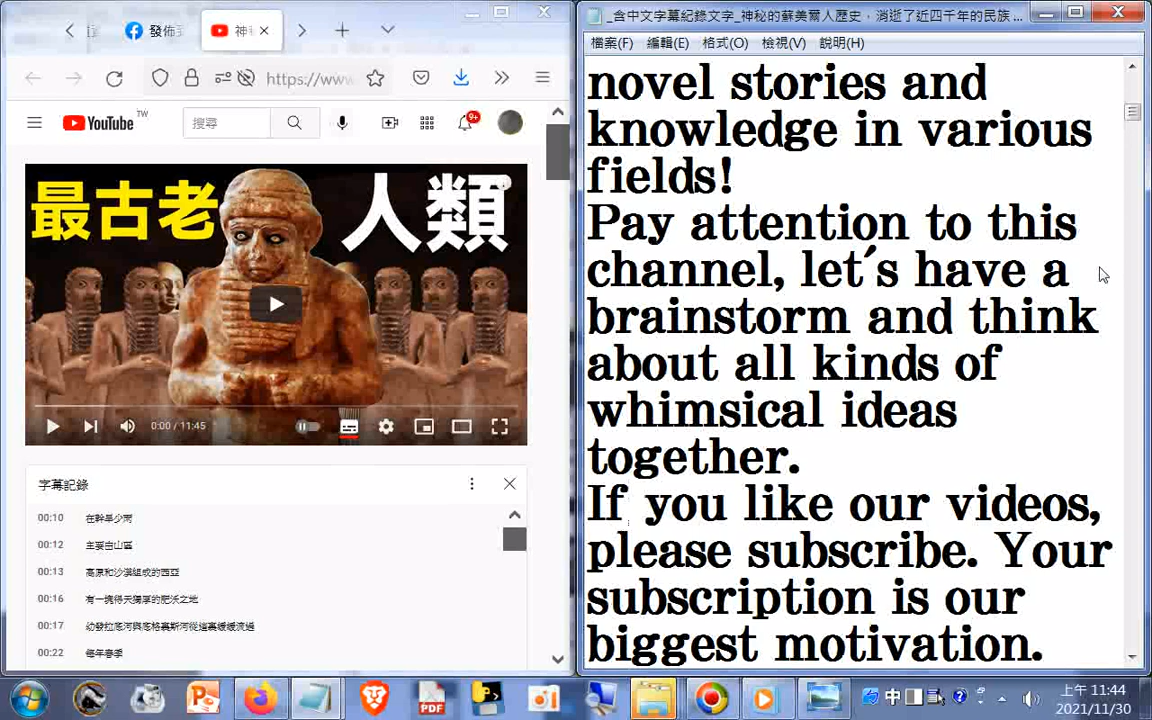 發佈
神
https://www.
YouTube TW
搜尋
9+
最古老
人類
0:00 / 11:45
字幕記錄
00:10 在幹旱少雨
00:12 主要由山區
00:13 高原和沙漠組成的西亞
00:16 有一塊得天獨厚的肥沃之地
00:17 幼發拉底河與底格裏斯河從這裏緩緩流過
00:22 每年春季
_含中文字幕紀錄文字_神秘的蘇美爾人歷史，消逝了近四千年的民族 ...
檔案(F) 編輯(E) 格式(O) 檢視(V) 說明(H)
novel stories and
knowledge in various
fields!
Pay attention to this
channel, let's have a
brainstorm and think
about all kinds of
whimsical ideas
together.
If you like our videos,
please subscribe. Your
subscription is our
biggest motivation.
PDF
中
上午 11:44
2021/11/30